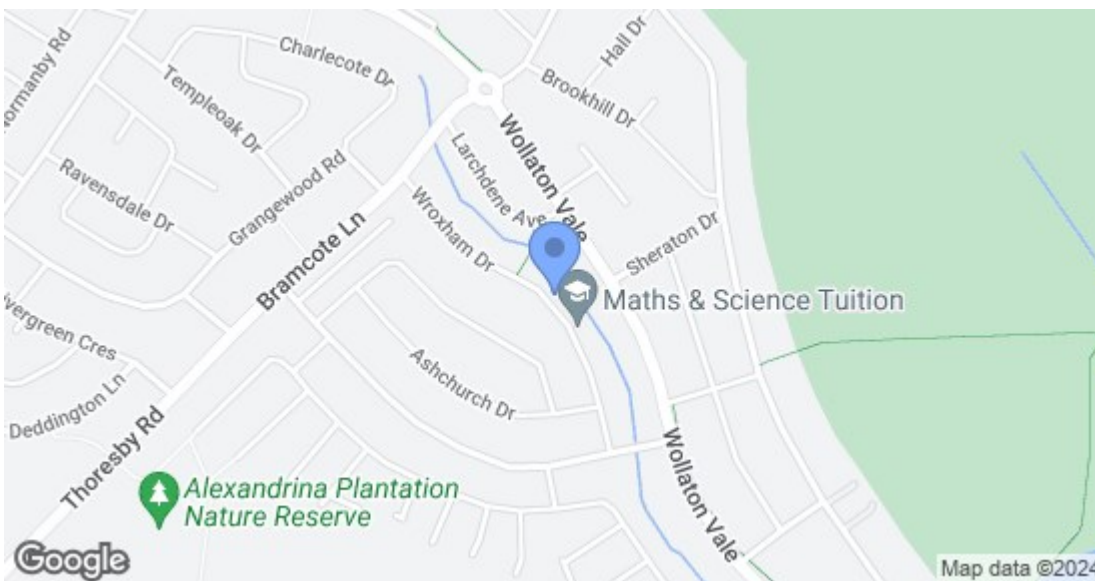 Normanby Rd
Charlecote Dr
Templeoak Dr
Hall Dr
Brookhill Dr
Wollaton Vale
Larchdene Ave
Ravensdale Dr
Grangewood Rd
Bramcote Ln
Wroxham Dr
Sheraton Dr
Maths & Science Tuition
Cres
Ashchurch Dr
Deddington Ln
Thoresby Rd
Wollaton Vale
Alexandrina Plantation
Nature Reserve
Google
Map data ©2024